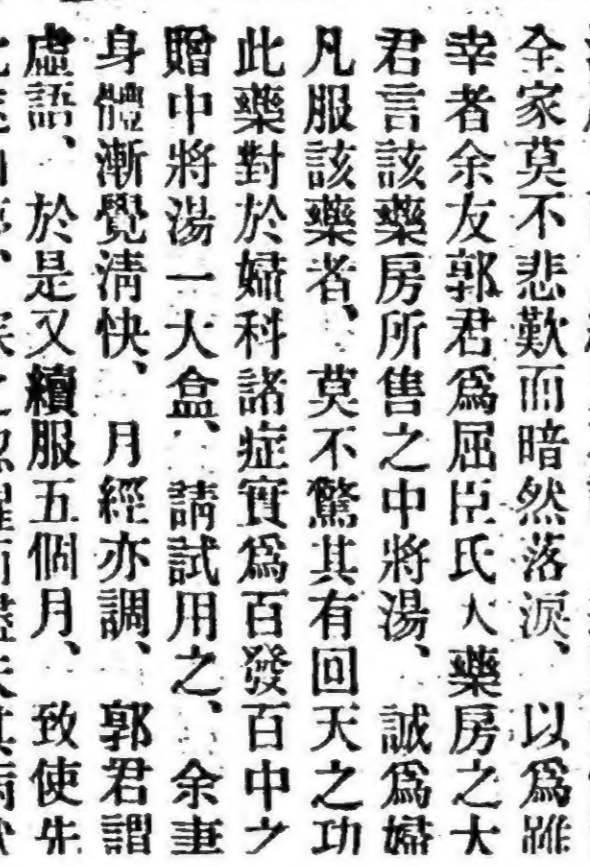 全家莫不悲歎而暗然落淚、以爲雖
幸者余友郭君爲屈臣氏大藥房之大
君言該藥房所售之中將湯、誠爲婦
凡服該藥者、莫不驚其有回天之功
此藥對於婦科諸症實爲百發百中之
贈中將湯一大盒、請試用之、余妻
身體漸覺清快、月經亦調、郭君謂
虛語、於是又續服五個月、致使先